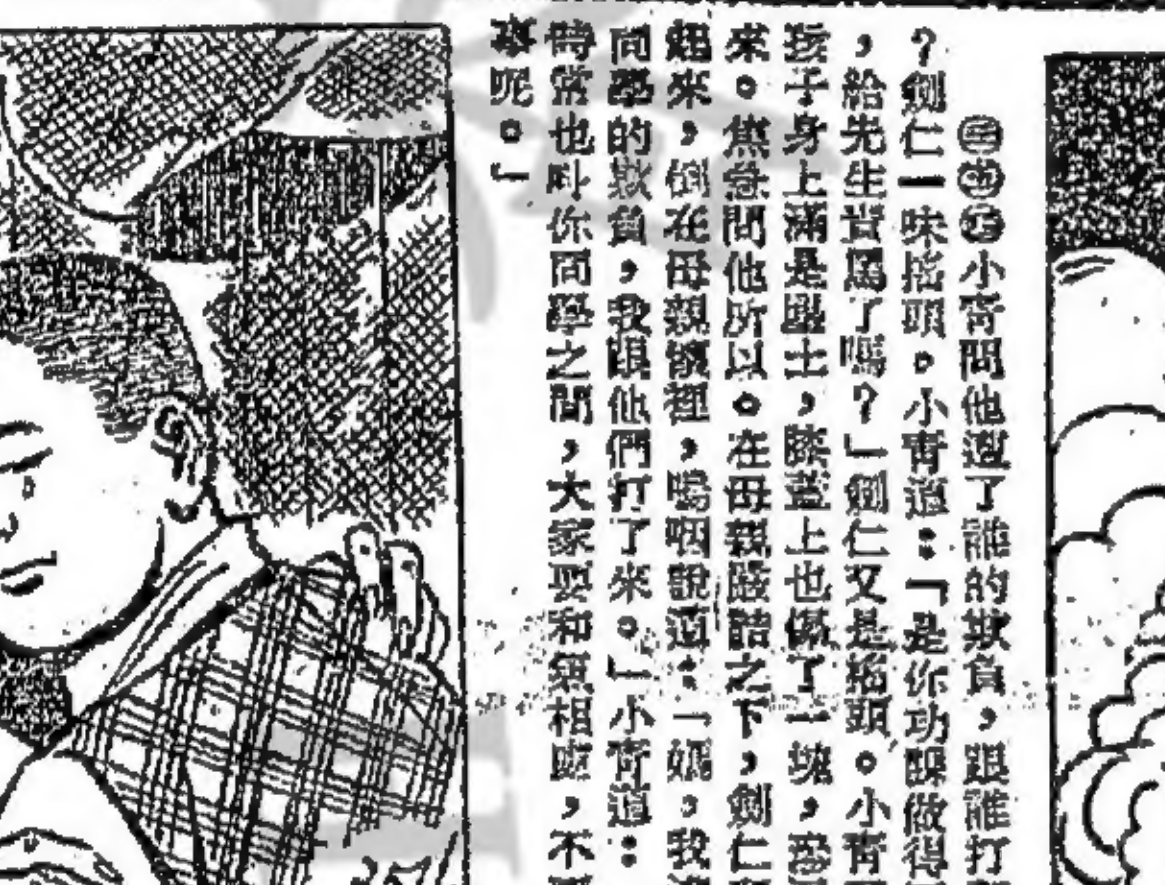 小青問他遭了誰的欺負，跟誰打
？劍仁一味搖頭。小青道：「是你功課做得
，給先生責罵了嗎？」劍仁又是搖頭。小青
孩子身上滿是塵土，膝蓋上也傷了一塊，
來。焦急問他所以。在母親嚴詰之下，劍仁
起來，倒在母親懷裡，嗚咽說道：「媽，我
同學的欺負，我跟他們打了來。」小青道：
時常也叫你同學之間，大家要和氣相處，不
事呢。」